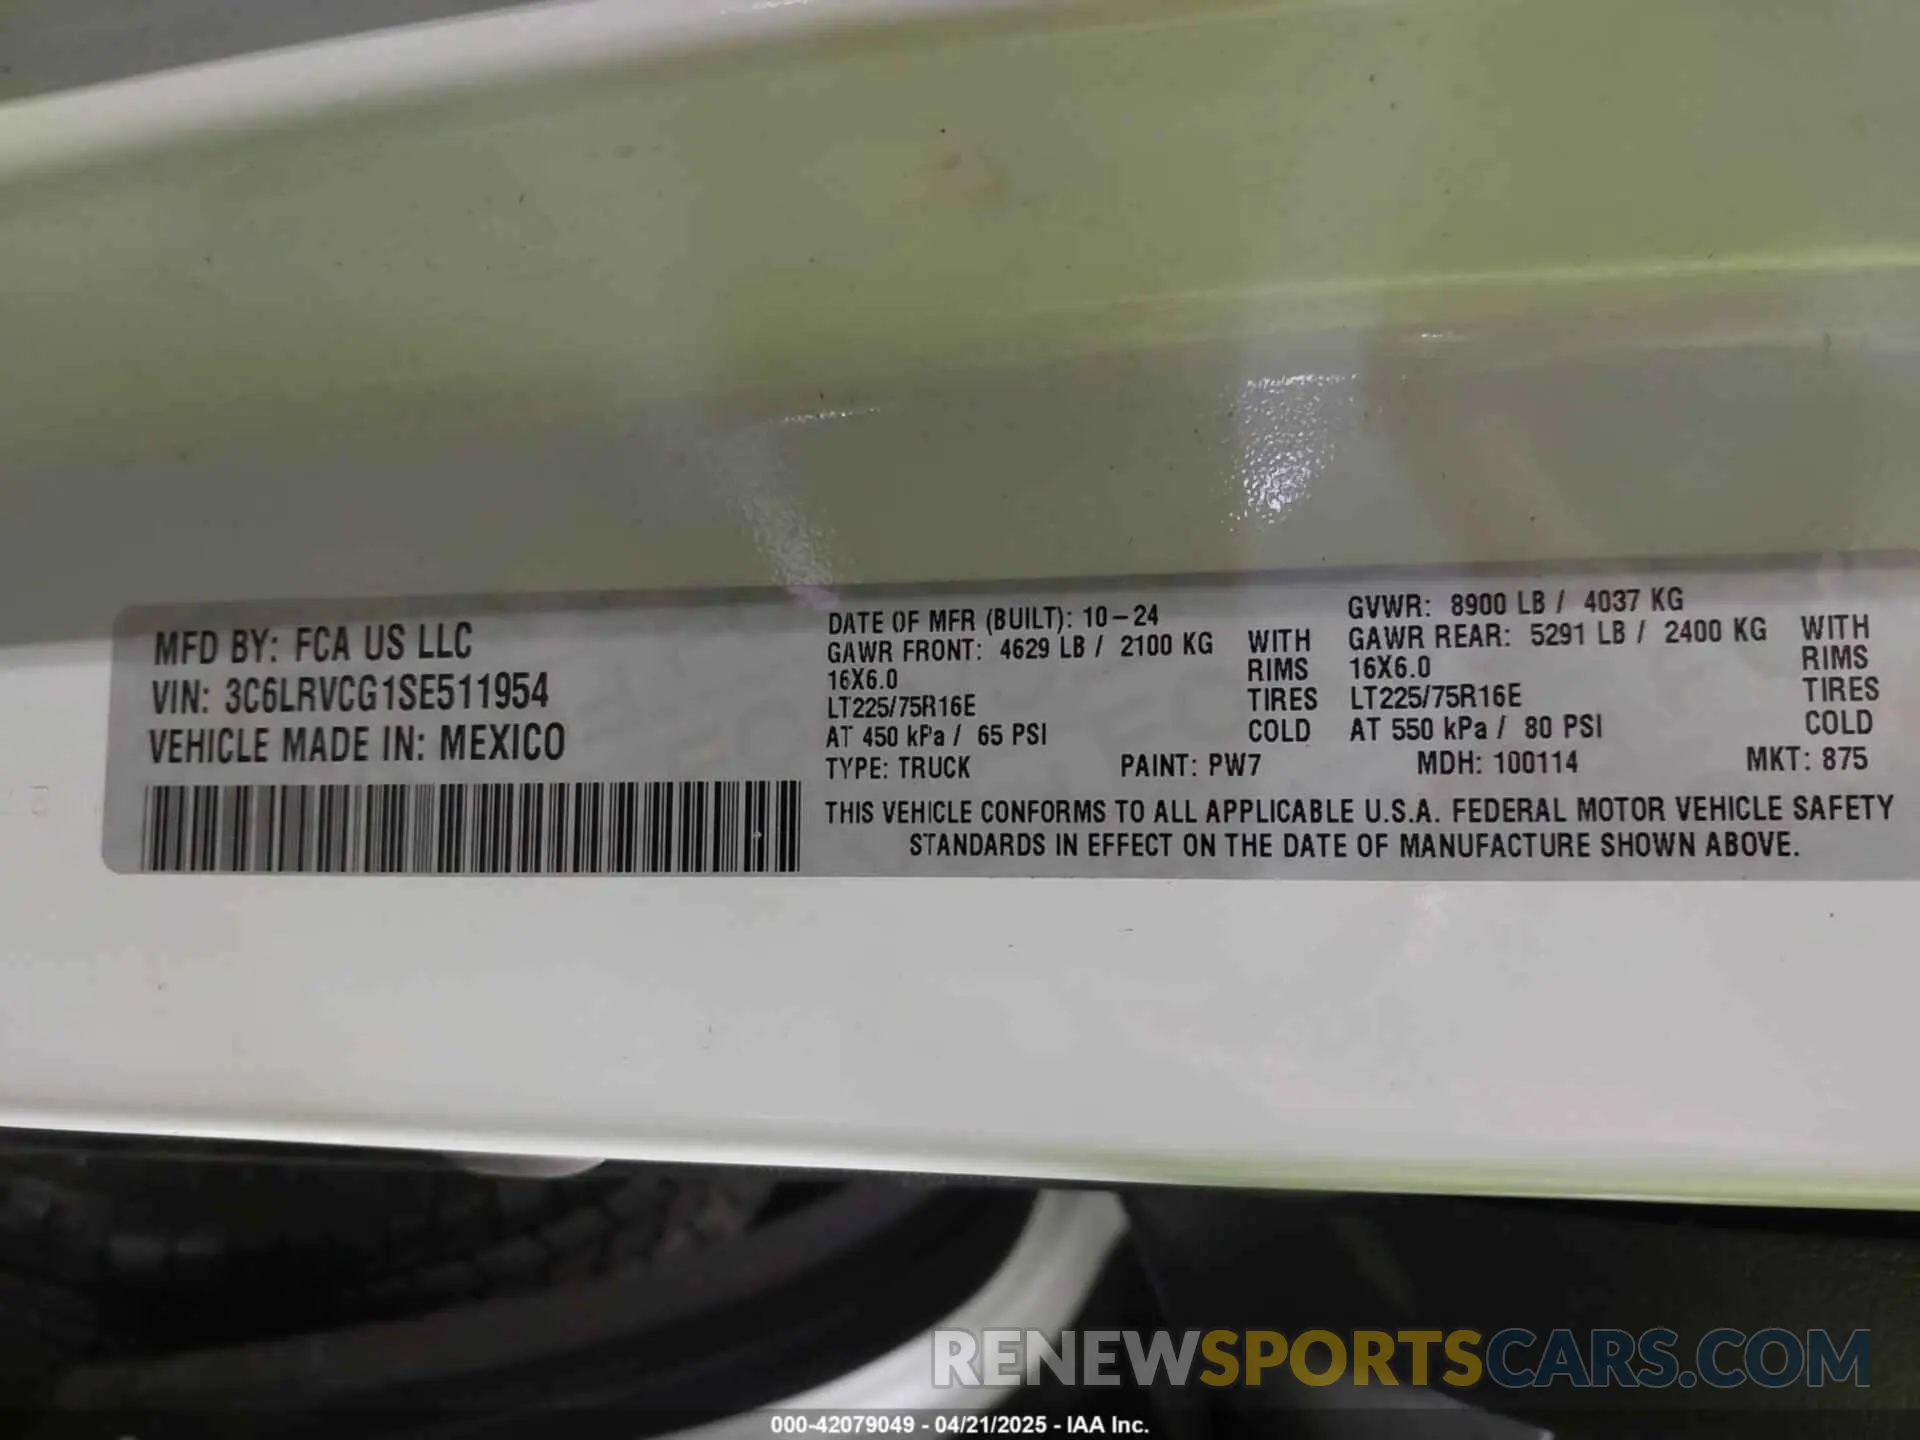 MFD BY: FCA US LLC
VIN: 3C6LRVCG1SE511954
VEHICLE MADE IN: MEXICO
DATE OF MFR (BUILT): 10-24
GVWR: 8900 LB / 4037 KG
GAWR FRONT: 4629 LB / 2100 KG WITH
16X6.0 RIMS
LT225/75R16E TIRES
AT 450 kPa / 65 PSI COLD
GAWR REAR: 5291 LB / 2400 KG WITH
16X6.0 RIMS
LT225/75R16E TIRES
AT 550 kPa / 80 PSI COLD
TYPE: TRUCK PAINT: PW7 MDH: 100114 MKT: 875
THIS VEHICLE CONFORMS TO ALL APPLICABLE U.S.A. FEDERAL MOTOR VEHICLE SAFETY
STANDARDS IN EFFECT ON THE DATE OF MANUFACTURE SHOWN ABOVE.
RENEWSPORTSCARS.COM
000-42079049 - 04/21/2025 - IAA Inc.